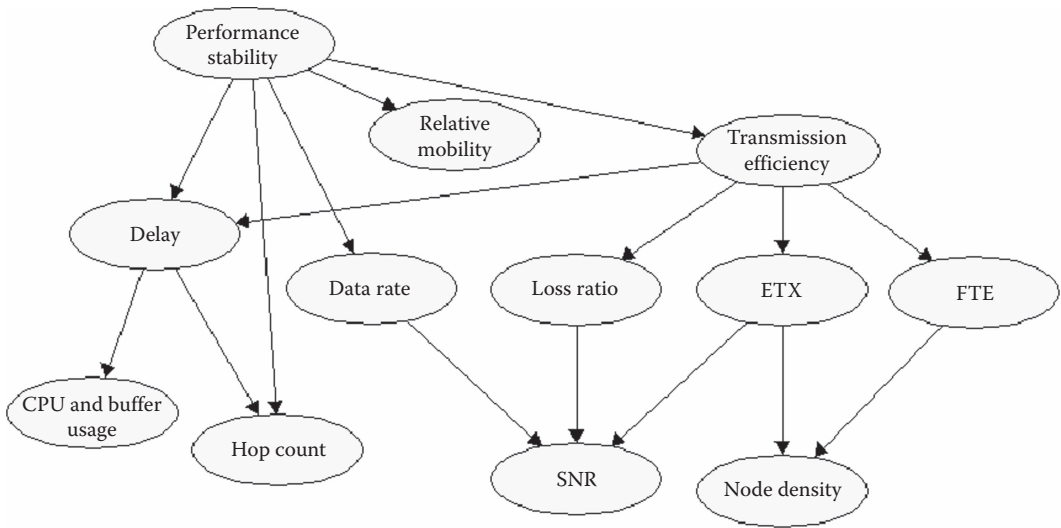 Performance
stability
Relative
mobility
Transmission
efficiency
Delay
Data rate
Loss ratio
ETX
FTE
CPU and buffer
usage
Hop count
SNR
Node density